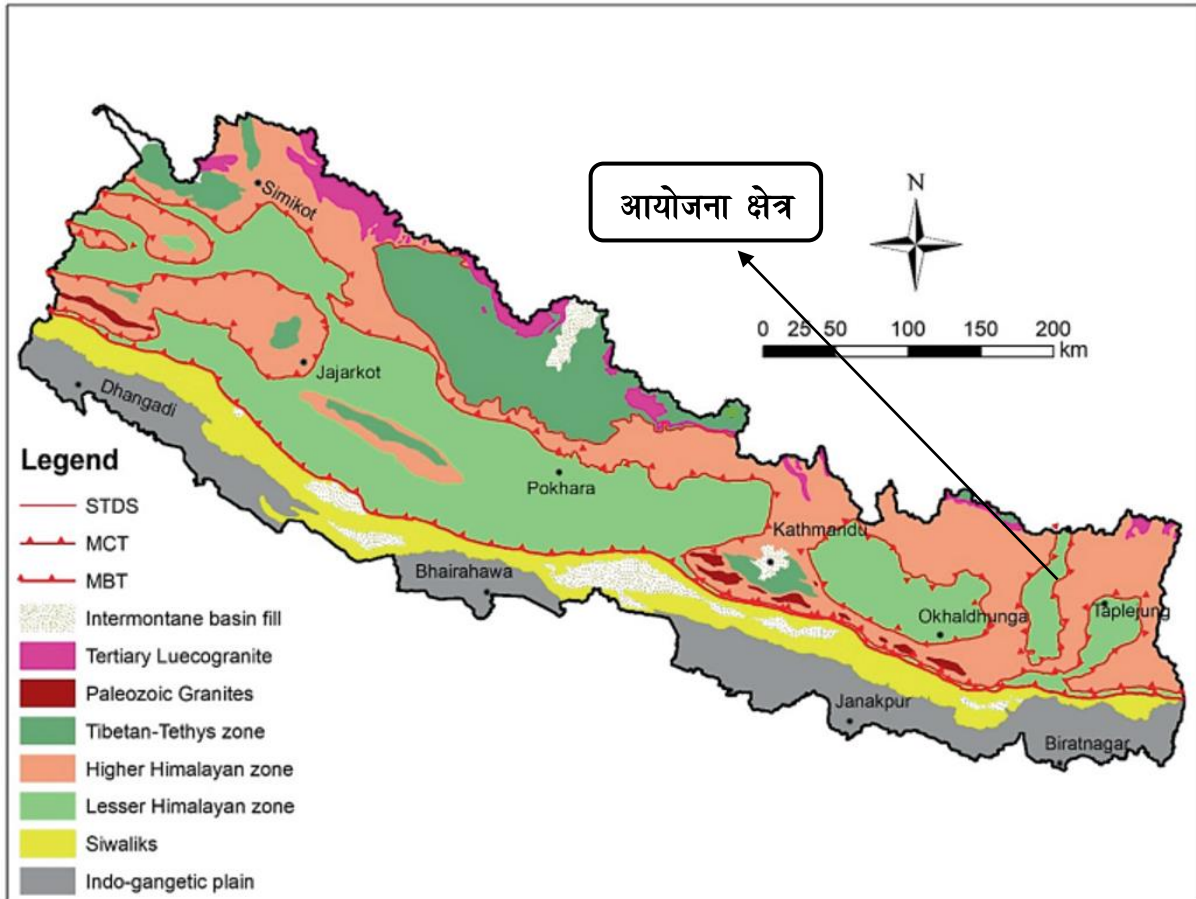 आयोजना क्षेत्र
N
0 25 50 100 150 200
km
Simikot
Jajarkot
Dhangadi
Pokhara
Kathmandu
Bhairahawa
Okhaldhunga
Taplejung
Janakpur
Biratnagar
Legend
STDS
MCT
MBT
Intermontane basin fill
Tertiary Luecogranite
Paleozoic Granites
Tibetan-Tethys zone
Higher Himalayan zone
Lesser Himalayan zone
Siwaliks
Indo-gangetic plain